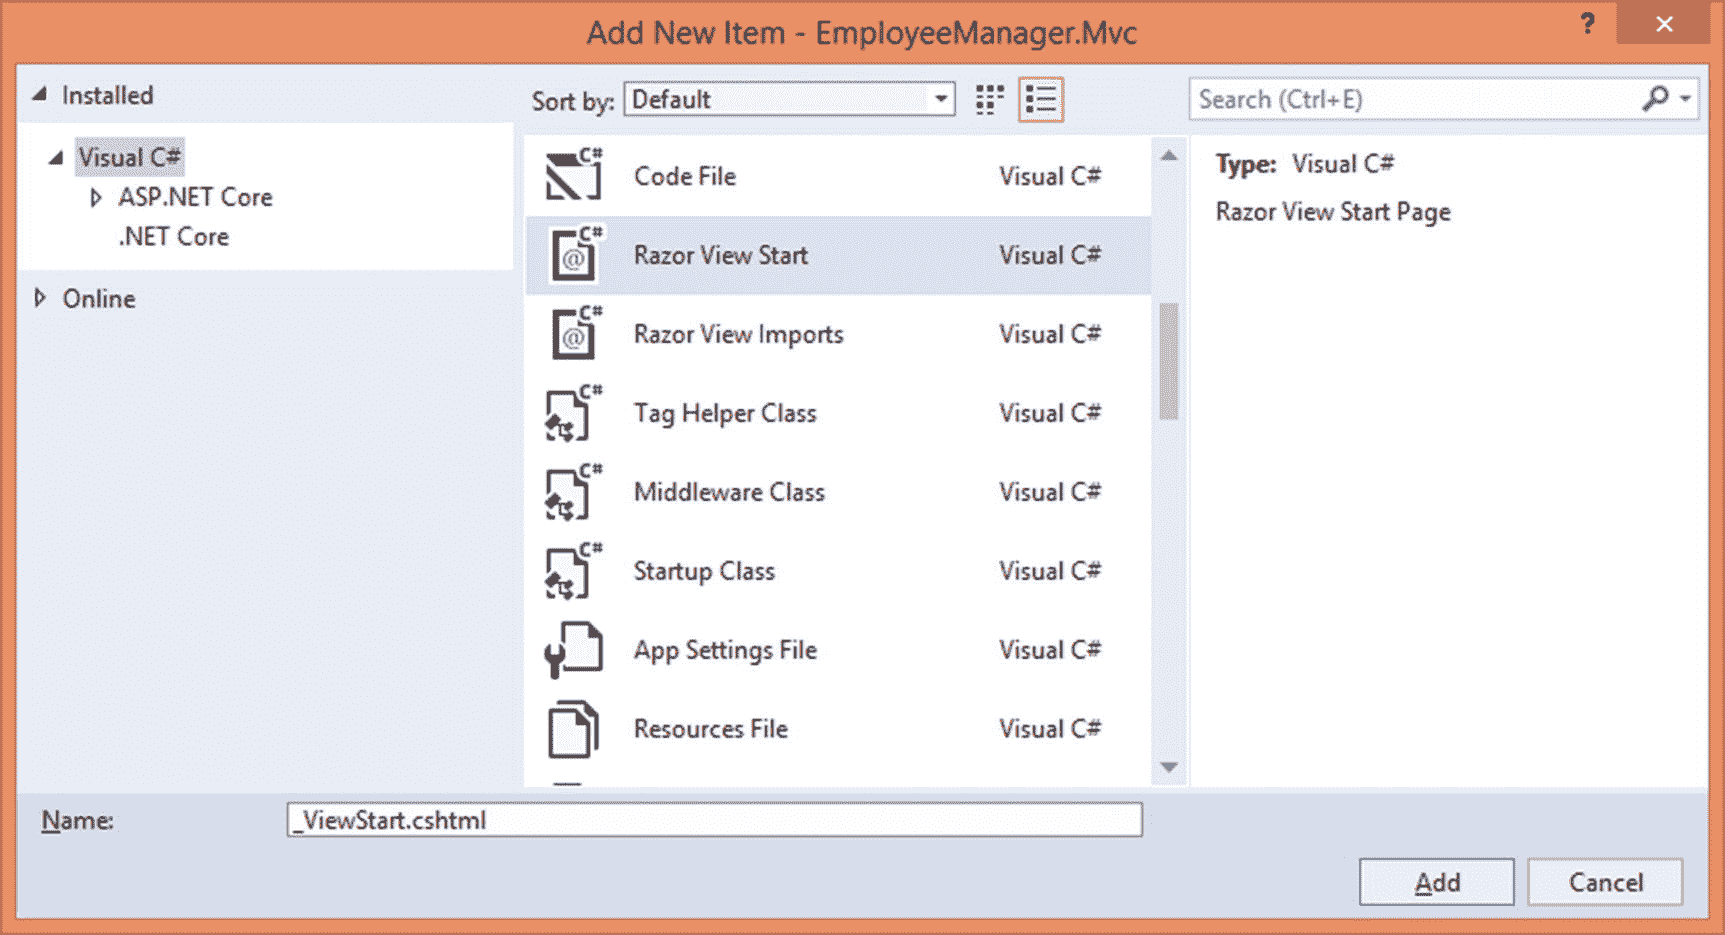 Add New Item - EmployeeManager.Mvc
?
Installed
Sort by: Default
Search (Ctrl+E)
Visual C#
ASP.NET Core
.NET Core
Online
C# Code File Visual C#
C# @ Razor View Start Visual C#
C# @ Razor View Imports Visual C#
C# Tag Helper Class Visual C#
C# Middleware Class Visual C#
C# Startup Class Visual C#
App Settings File Visual C#
Resources File Visual C#
Type: Visual C#
Razor View Start Page
Name: _ViewStart.cshtml
Add Cancel